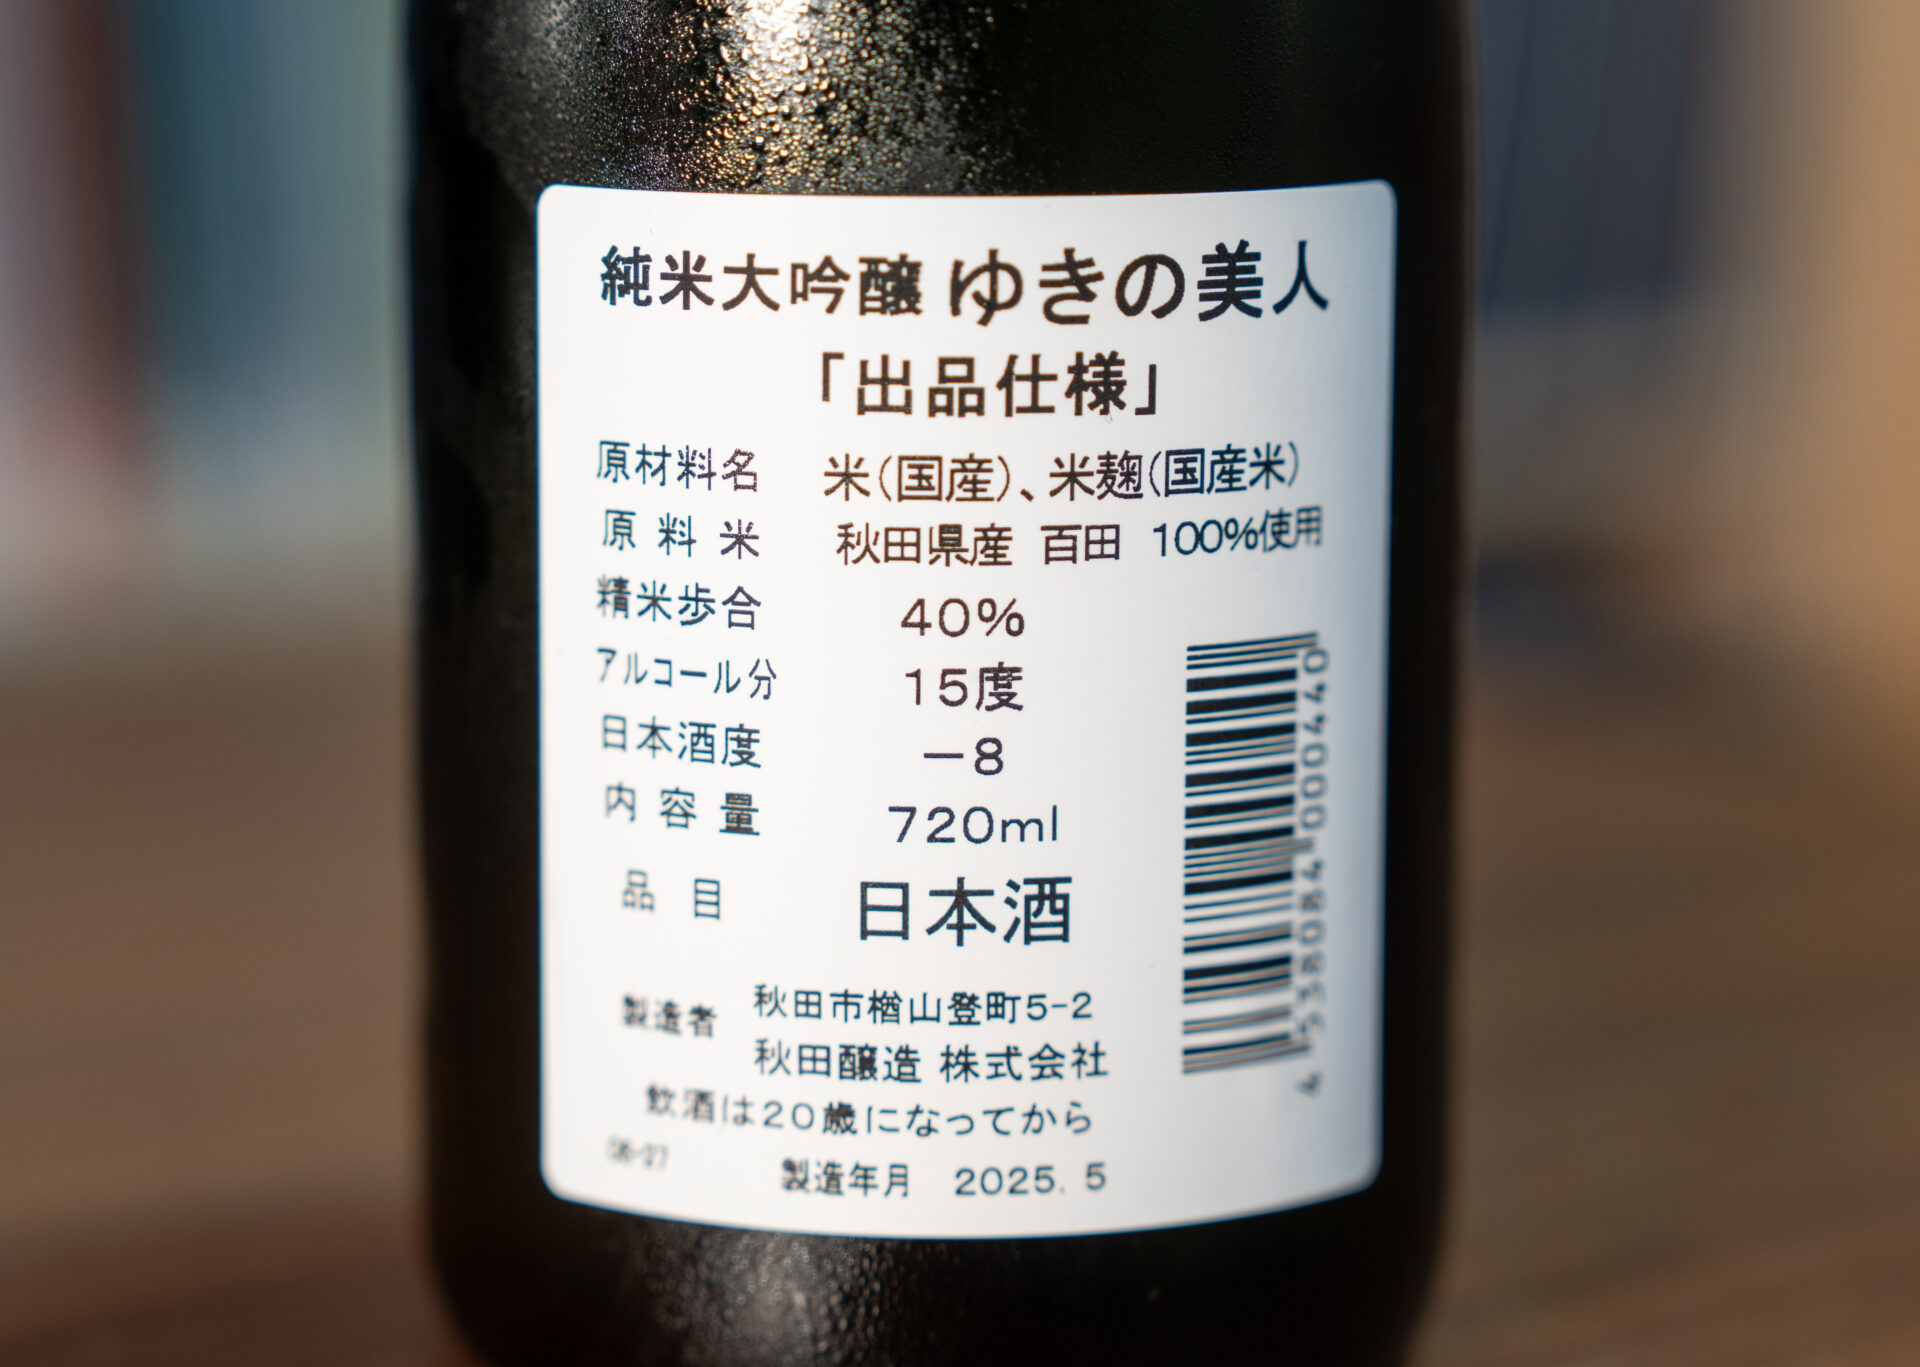 純米大吟醸 ゆきの美人
「出品仕様」
原材料名 米(国産)、米麹(国産米)
原料米 秋田県産 百田 100%使用
精米歩合 40%
アルコール分 15度
日本酒度 −8
内容量 720ml
品目 日本酒
製造者 秋田市楢山登町5-2
秋田醸造 株式会社
飲酒は20歳になってから
製造年月 2025. 5